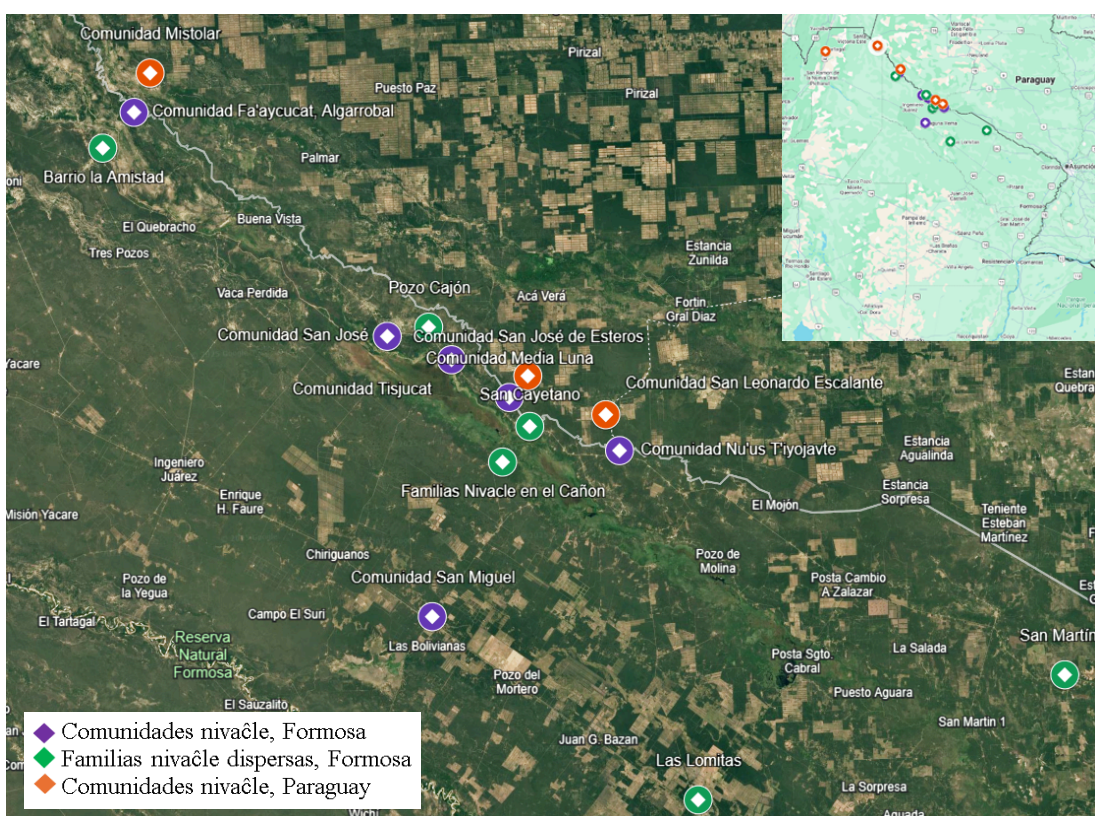 Comunidad Mistolar
Pirizal
Puesto Paz
Pirizal
Comunidad Fa'aycucat, Algarrobal
Palmar
Barrio la Amistad
El Quebracho
Buena Vista
Tres Pozos
Estancia
Zunilda
Vaca Perdida
Pozo Cajón
Acá Verá
Fortin
Gral Diaz
Comunidad San José
Comunidad San José de Esteros
Comunidad Media Luna
Yacare
Comunidad Tisjucat
San Cayetano
Comunidad San Leonardo Escalante
Estan
Quebra
Comunidad Nu'us T'iyojavte
Estancia
Agualinda
Ingeniero
Juárez
Enrique
H. Faure
Familias Nivacle en el Cañon
El Mojón
Estancia
Sorpresa
Misión Yacare
Teniente
Esteban
Martínez
Chiriguanos
Pozo de
Molina
Comunidad San Miguel
Pozo de
la Yegua
Posta Cambio
A Zalazar
Campo El Suri
El Tartagal
Reserva
Natural
Formosa
Las Bolivianas
San Martín
La Salada
Posta Sgto.
Cabral
Pozo del
Mortero
Puesto Aguara
El Sauzalito
San Martin 1
Juan G. Bazan
Las Lomitas
La Sorpresa
Wichi
Aguada
Comunidades nivaĉle, Formosa
Familias nivaĉle dispersas, Formosa
Comunidades nivaĉle, Paraguay
Paraguay
Asunción
Formosa
Resistencia
Corrientes